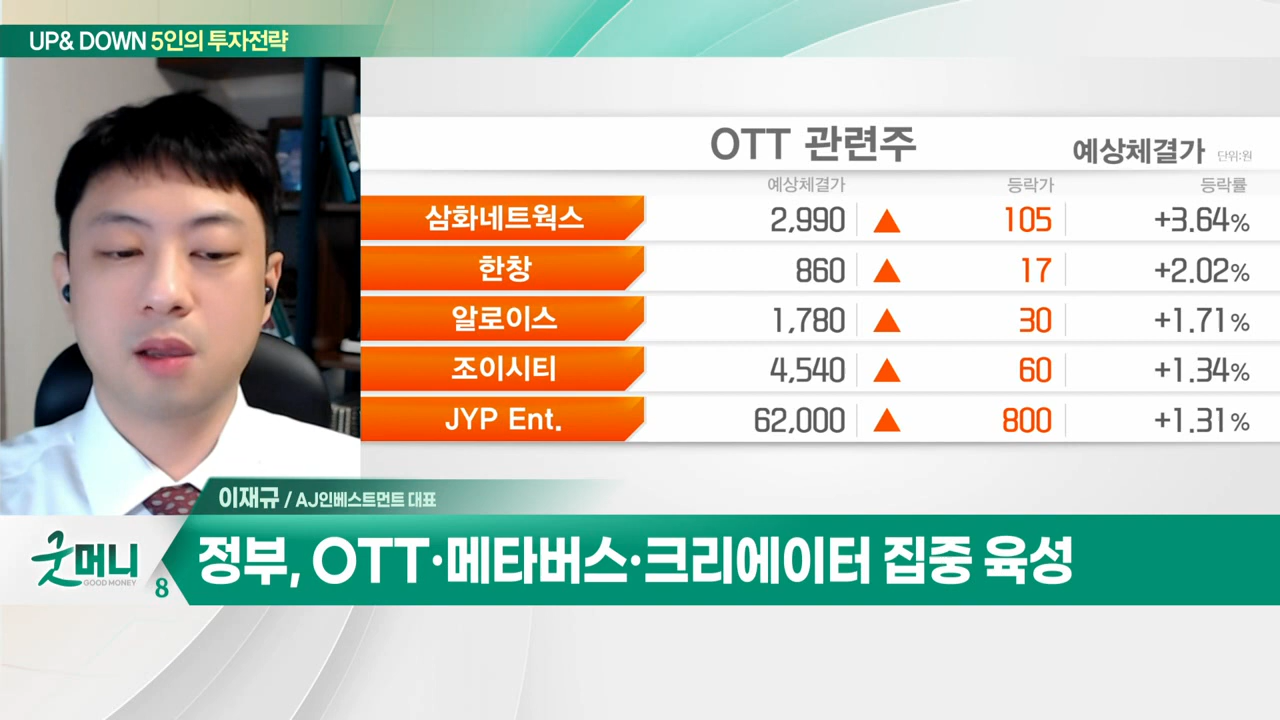 UP& DOWN 5인의 투자전략
OTT 관련주
예상체결가 단위:원
예상체결가 등락가 등락률
삼화네트웍스 2,990 ▲ 105 +3.64%
한창 860 ▲ 17 +2.02%
알로이스 1,780 ▲ 30 +1.71%
조이시티 4,540 ▲ 60 +1.34%
JYP Ent. 62,000 ▲ 800 +1.31%
이재규 / AJ인베스트먼트 대표
굿머니
GOOD MONEY
8
정부, OTT·메타버스·크리에이터 집중 육성